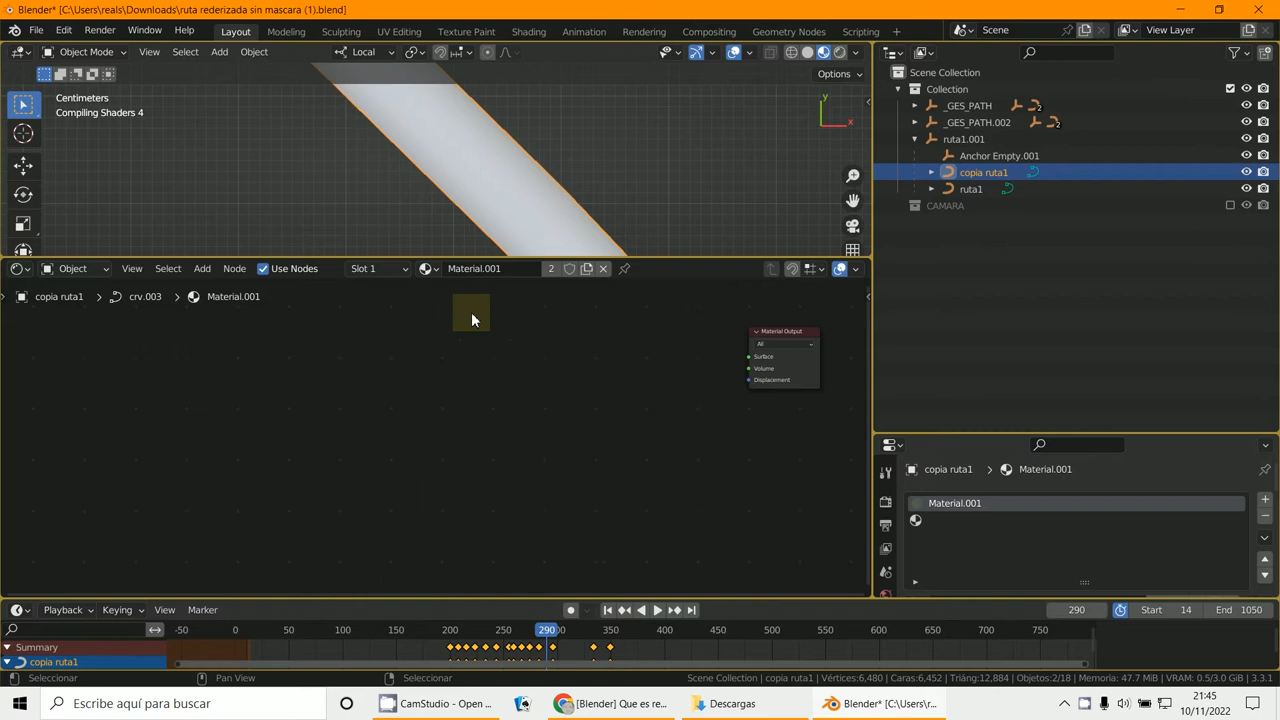 Blender* [C:\Users\reals\Downloads\ruta rederizada sin mascara (1).blend]
File Edit Render Window Help Layout Modeling Sculpting UV Editing Texture Paint Shading Animation Rendering Compositing Geometry Nodes Scripting + Scene View Layer
Object Mode View Select Add Object Local
Options
Centimeters
Compiling Shaders 4
y
x
Scene Collection
Collection
_GES_PATH 2
_GES_PATH.002 2
ruta1.001
Anchor Empty.001
copia ruta1
ruta1
CAMARA
Object View Select Add Node Use Nodes Slot 1 Material.001 2
copia ruta1 > crv.003 > Material.001
Material Output
All
Surface
Volume
Displacement
copia ruta1 > Material.001
Material.001
Playback Keying View Marker 290 Start 14 End 1050
-50 0 50 100 150 200 250 290 300 350 400 450 500 550 600 650 700 750
Summary
copia ruta1
Seleccionar Pan View Seleccionar Scene Collection | copia ruta1 | Vértices:6,480 | Caras:6,452 | Triáng:12,884 | Objetos:2/18 | Memoria: 47.7 MiB | VRAM: 0.5/3.0 GiB | 3.3.1
Escribe aquí para buscar CamStudio - Open ... [Blender] Que es re... Descargas Blender* [C:\Users\r... 21:45
10/11/2022